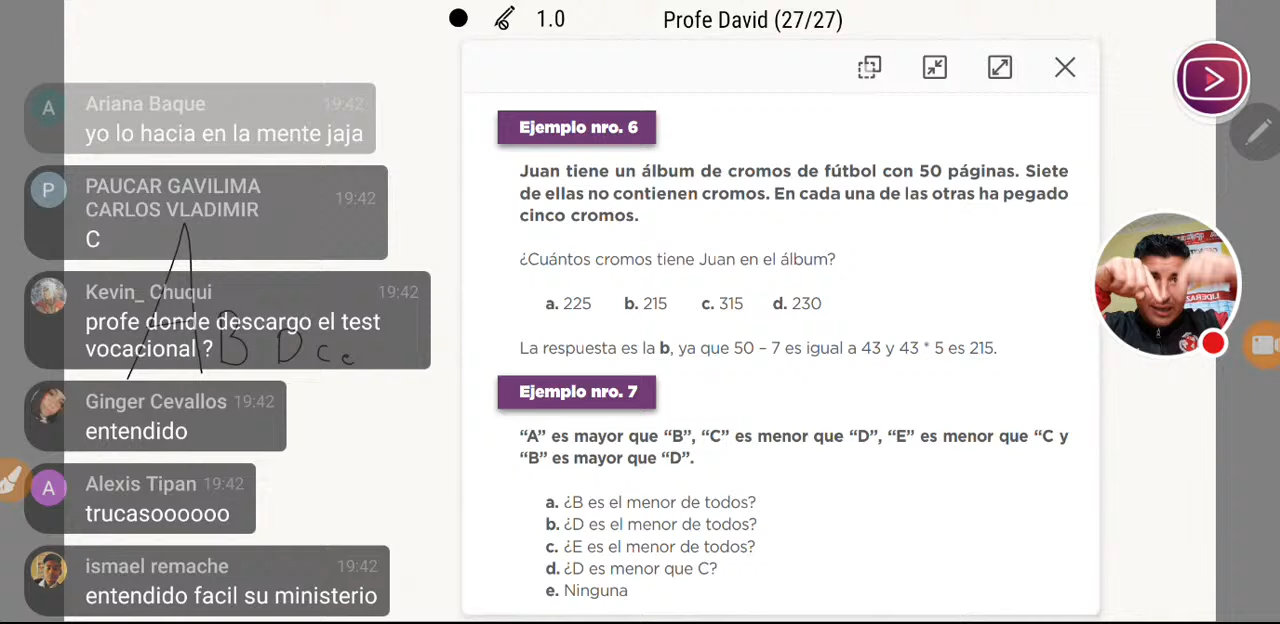 1.0
Profe David (27/27)
A
Ariana Baque
19:42
yo lo hacia en la mente jaja
P
PAUCAR GAVILIMA
CARLOS VLADIMIR
19:42
C
Kevin_ Chuqui
19:42
profe donde descargo el test
vocacional ?
Ginger Cevallos 19:42
entendido
A
Alexis Tipan 19:42
trucasoooooo
ismael remache
19:42
entendido facil su ministerio
A B D C e
Ejemplo nro. 6
Juan tiene un álbum de cromos de fútbol con 50 páginas. Siete
de ellas no contienen cromos. En cada una de las otras ha pegado
cinco cromos.
¿Cuántos cromos tiene Juan en el álbum?
a. 225 b. 215 c. 315 d. 230
La respuesta es la b, ya que 50 – 7 es igual a 43 y 43 * 5 es 215.
Ejemplo nro. 7
“A” es mayor que “B”, “C” es menor que “D”, “E” es menor que “C y
“B” es mayor que “D”.
a. ¿B es el menor de todos?
b. ¿D es el menor de todos?
c. ¿E es el menor de todos?
d. ¿D es menor que C?
e. Ninguna